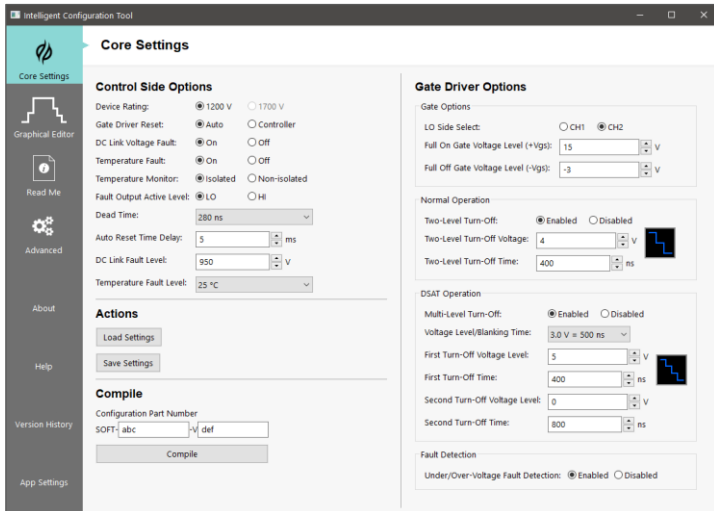 Intelligent Configuration Tool
Core Settings
Graphical Editor
Read Me
Advanced
About
Help
Version History
App Settings
Core Settings
Control Side Options
Device Rating: 1200 V 1700 V
Gate Driver Reset: Auto Controller
DC Link Voltage Fault: On Off
Temperature Fault: On Off
Temperature Monitor: Isolated Non-isolated
Fault Output Active Level: LO HI
Dead Time: 280 ns
Auto Reset Time Delay: 5 ms
DC Link Fault Level: 950 V
Temperature Fault Level: 25 °C
Actions
Load Settings
Save Settings
Compile
Configuration Part Number
SOFT- abc -V def
Compile
Gate Driver Options
Gate Options
LO Side Select: CH1 CH2
Full On Gate Voltage Level (+Vgs): 15 V
Full Off Gate Voltage Level (-Vgs): -3 V
Normal Operation
Two-Level Turn-Off: Enabled Disabled
Two-Level Turn-Off Voltage: 4 V
Two-Level Turn-Off Time: 400 ns
DSAT Operation
Multi-Level Turn-Off: Enabled Disabled
Voltage Level/Blanking Time: 3.0 V = 500 ns
First Turn-Off Voltage Level: 5 V
First Turn-Off Time: 400 ns
Second Turn-Off Voltage Level: 0 V
Second Turn-Off Time: 800 ns
Fault Detection
Under/Over-Voltage Fault Detection: Enabled Disabled